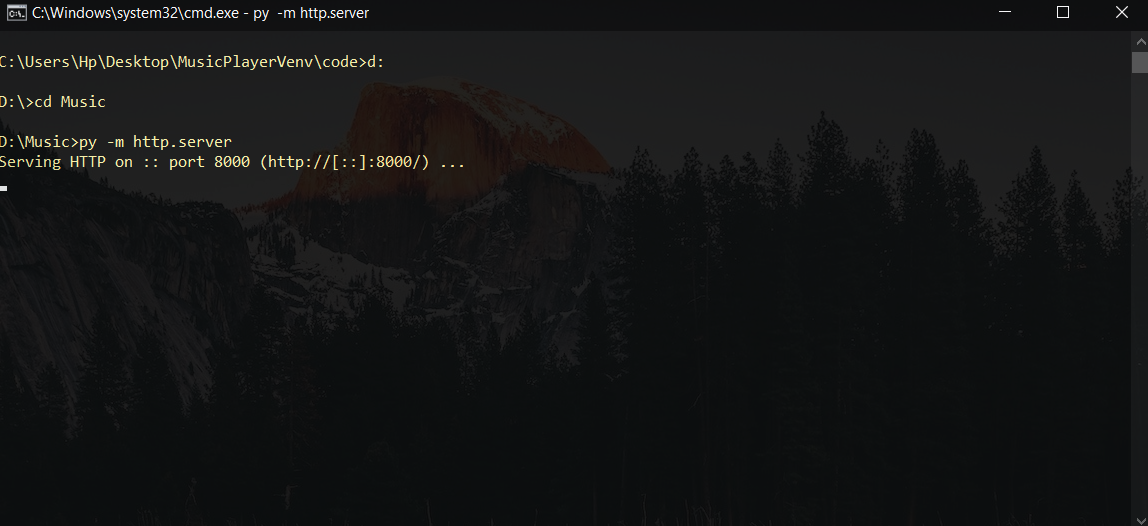 C:\Windows\system32\cmd.exe - py  -m http.server
C:\Users\Hp\Desktop\MusicPlayerVenv\code>d:
D:\>cd Music
D:\Music>py -m http.server
Serving HTTP on :: port 8000 (http://[::]:8000/) ...